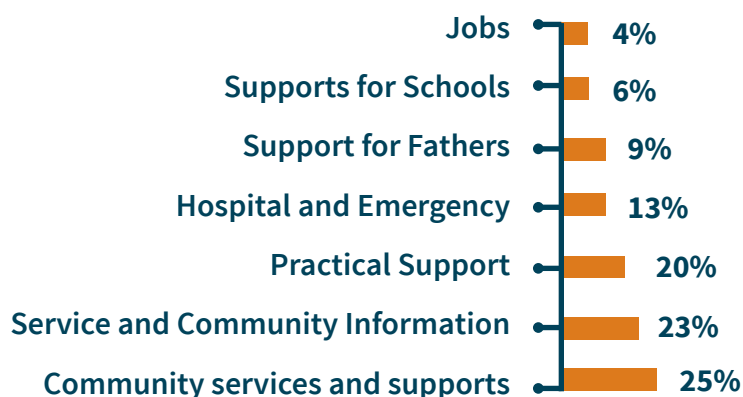 Jobs 4%
Supports for Schools 6%
Support for Fathers 9%
Hospital and Emergency 13%
Practical Support 20%
Service and Community Information 23%
Community services and supports 25%